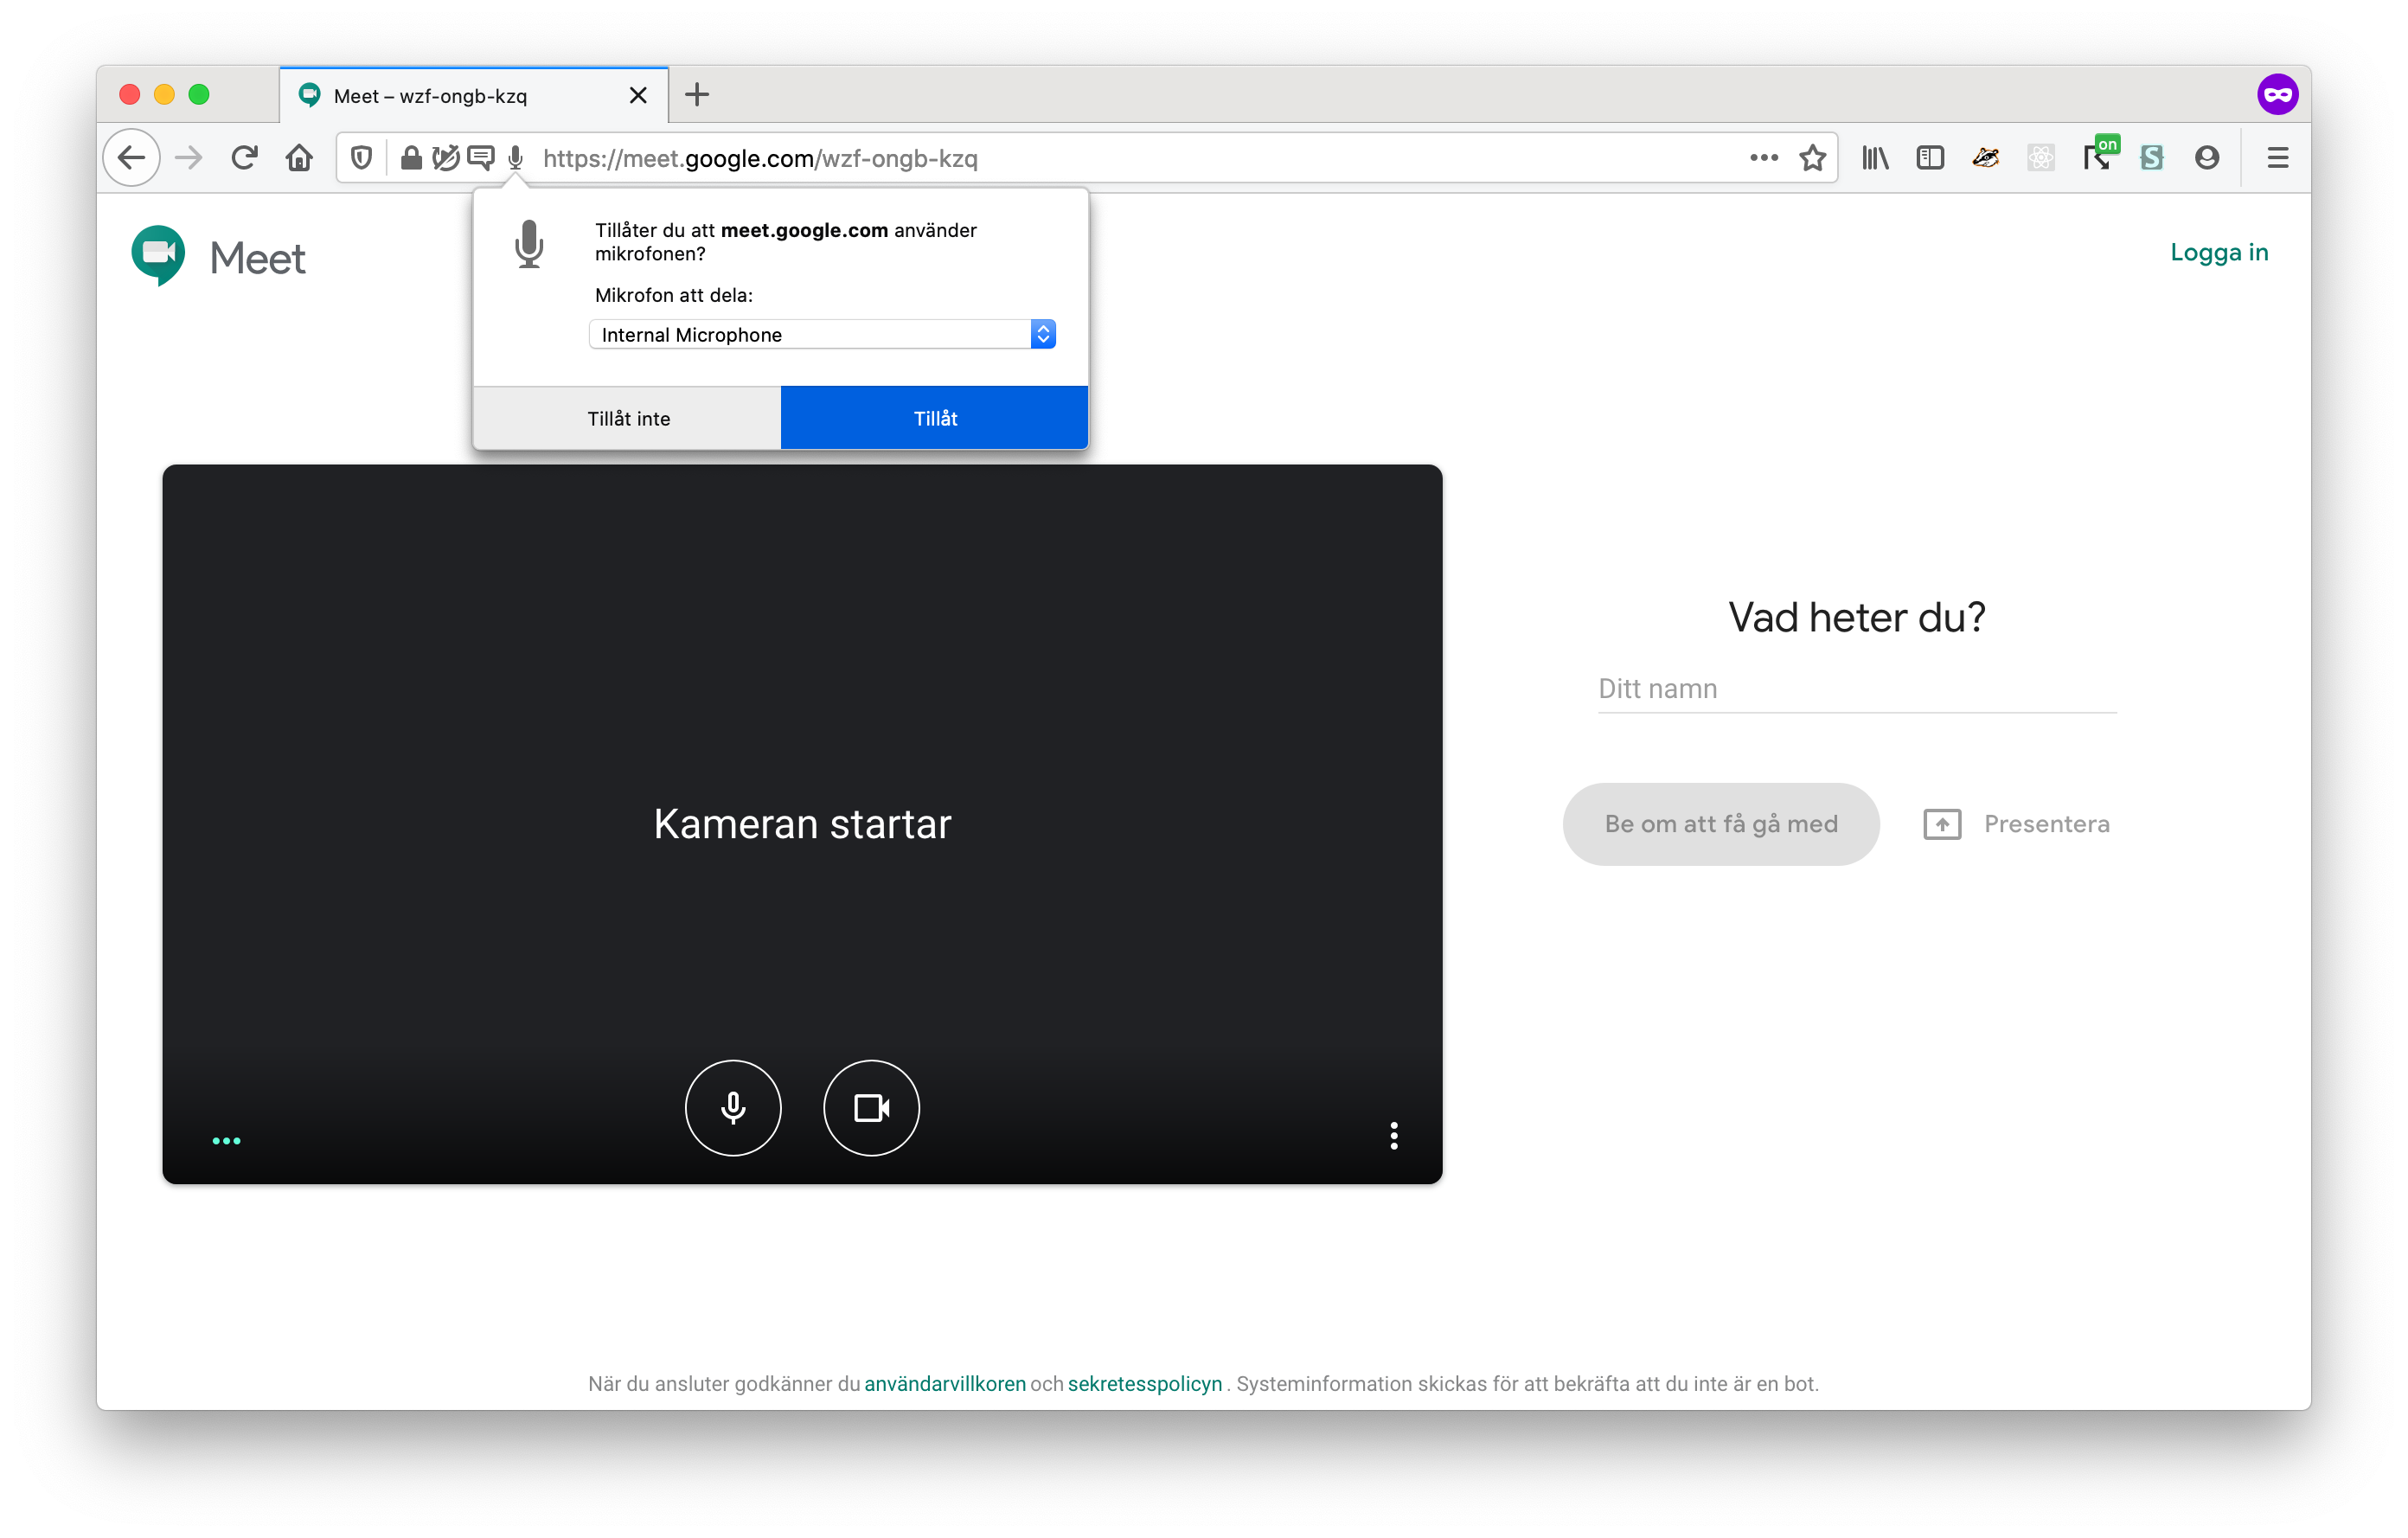 Meet – wzf-ongb-kzq
on
https://meet.google.com/wzf-ongb-kzq
S
Meet
Logga in
Tillåter du att meet.google.com använder
mikrofonen?
Mikrofon att dela:
Internal Microphone
Tillåt inte
Tillåt
Kameran startar
Vad heter du?
Ditt namn
Be om att få gå med
Presentera
När du ansluter godkänner du användarvillkoren och sekretesspolicyn . Systeminformation skickas för att bekräfta att du inte är en bot.